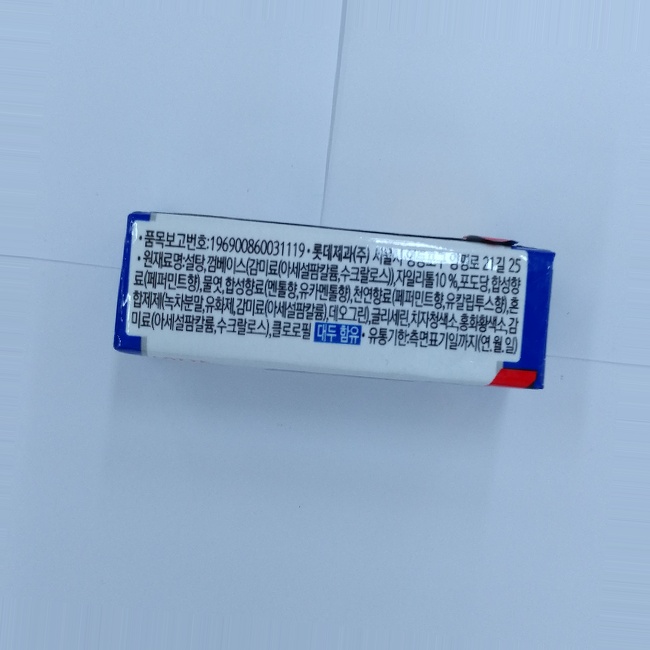 • 품목보고번호:196900860031119 • 롯데제과(주) 서울시 영등포구 양평로 21길 25
• 원재료명:설탕,껌베이스(감미료(아세설팜칼륨,수크랄로스)),자일리톨10%,포도당,합성향
료(페퍼민트향),물엿,합성향료(멘톨향,유카멘톨향),천연향료(페퍼민트향,유칼립투스향),혼
합제제(녹차분말,유화제,감미료(아세설팜칼륨),데오그린),글리세린,치자청색소,홍화황색소,감
미료(아세설팜칼륨,수크랄로스),클로로필 대두 함유 • 유통기한:측면표기일까지(연.월.일)